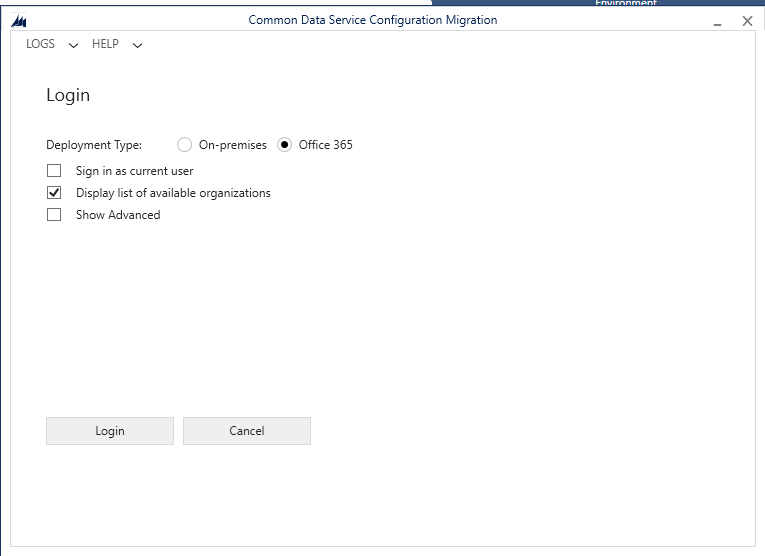 Environment
Common Data Service Configuration Migration
LOGS HELP
Login
Deployment Type: On-premises Office 365
Sign in as current user
Display list of available organizations
Show Advanced
Login Cancel